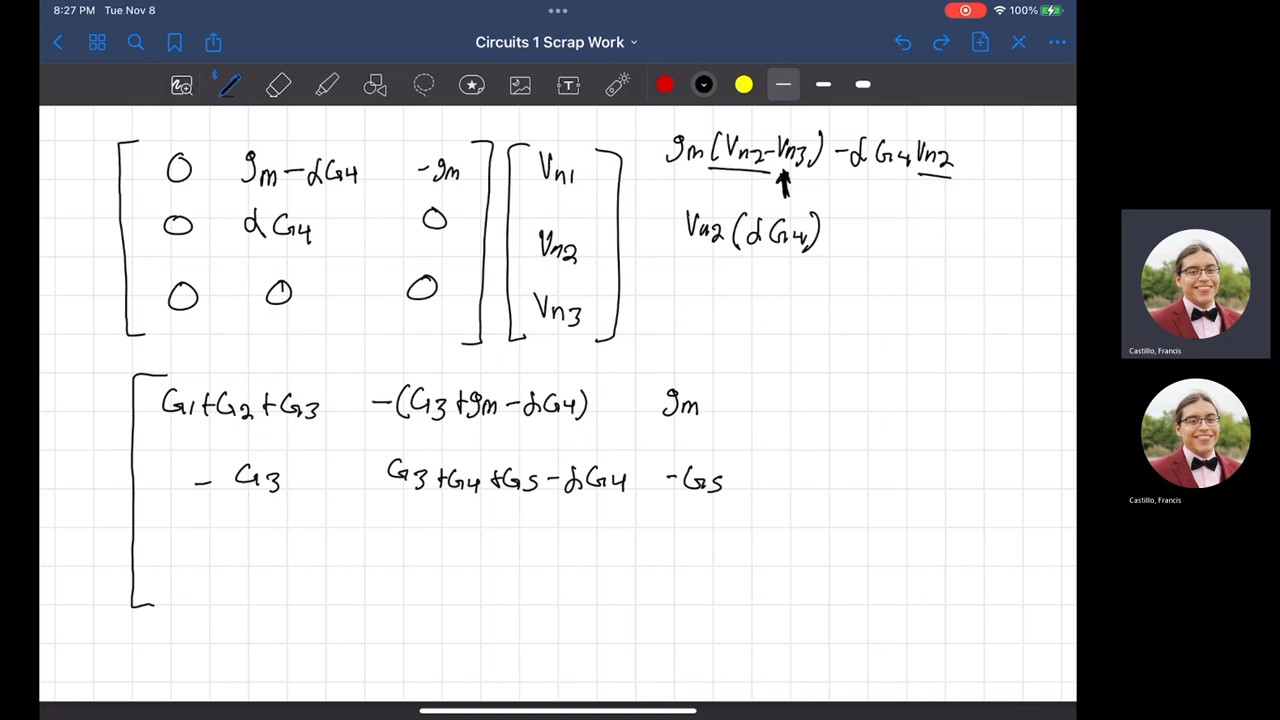 8:27 PM Tue Nov 8
100%
Circuits 1 Scrap Work
T
0 gm-αG4 -gm
0 αG4 0
0 0 0
Vn1
Vn2
Vn3
gm(Vn2-Vn3)-αG4Vn2
Vn2(αG4)
G1+G2+G3 -(G3+gm-αG4) gm
-G3 G3+G4+G5-αG4 -G5
Castillo, Francis
Castillo, Francis